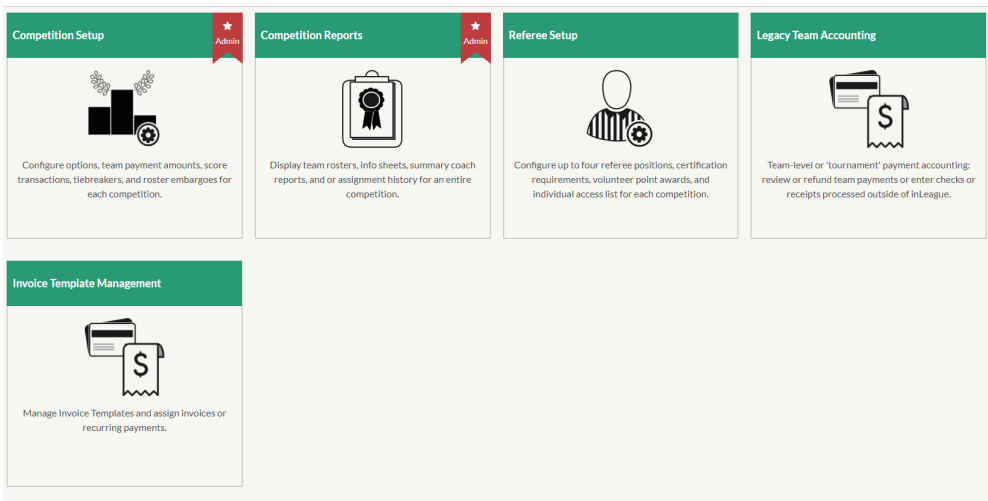 Competition Setup
Admin
Configure options, team payment amounts, score
transactions, tiebreakers, and roster embargoes for
each competition.
Competition Reports
Admin
Display team rosters, info sheets, summary coach
reports, and or assignment history for an entire
competition.
Referee Setup
Configure up to four referee positions, certification
requirements, volunteer point awards, and
individual access list for each competition.
Legacy Team Accounting
$
Team-level or 'tournament' payment accounting:
review or refund team payments or enter checks or
receipts processed outside of inLeague.
Invoice Template Management
$
Manage Invoice Templates and assign invoices or
recurring payments.